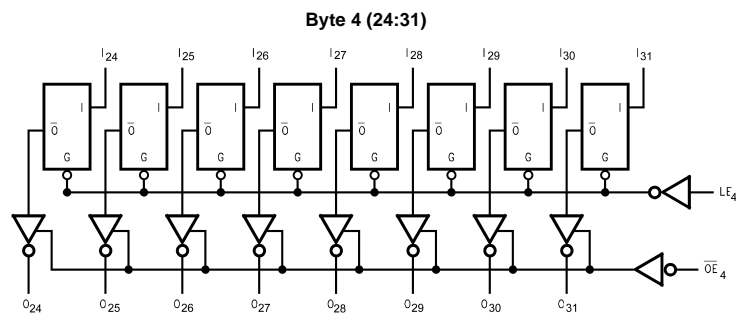 Byte 4 (24:31)
I24 I25 I26 I27 I28 I29 I30 I31
I I I I I I I I
O̅ O̅ O̅ O̅ O̅ O̅ O̅ O̅
G G G G G G G G
LE4
O̅E̅4
O24 O25 O26 O27 O28 O29 O30 O31